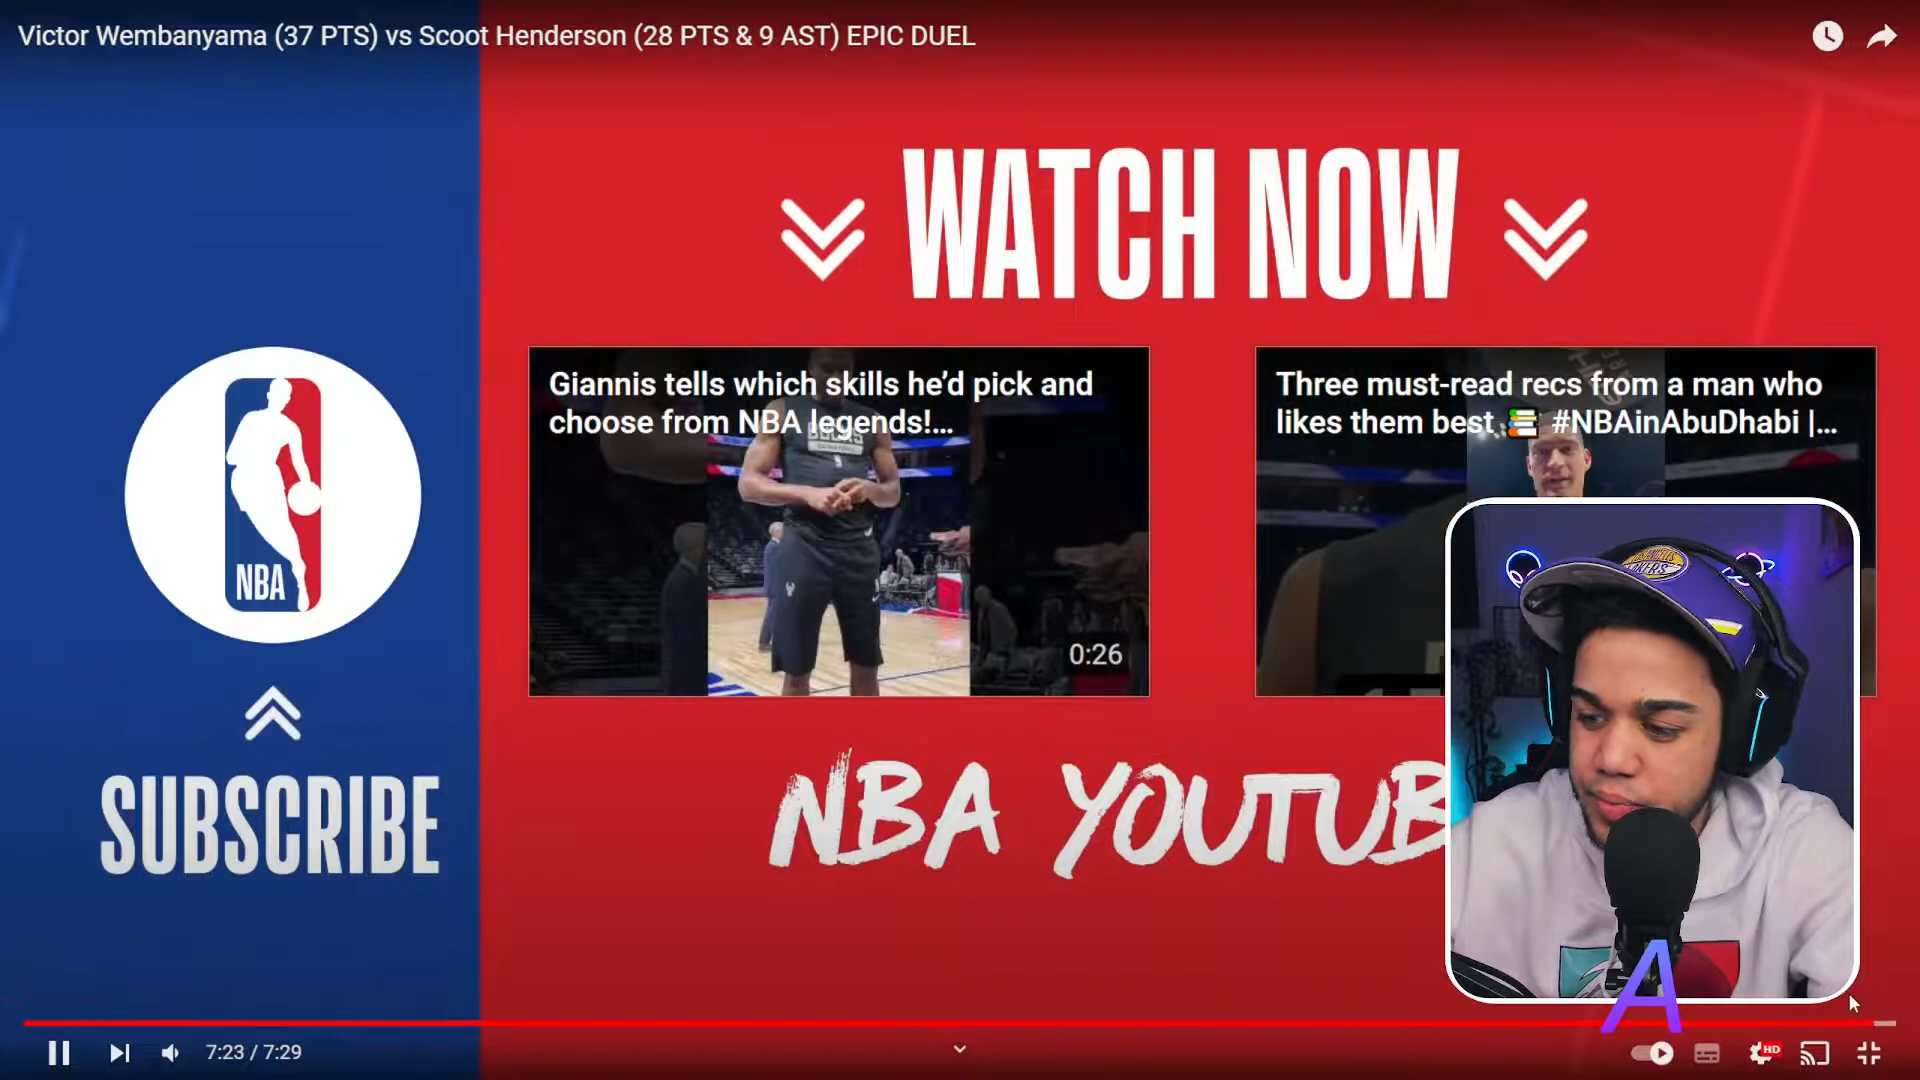 Victor Wembanyama (37 PTS) vs Scoot Henderson (28 PTS & 9 AST) EPIC DUEL
WATCH NOW
Giannis tells which skills he’d pick and
choose from NBA legends!...
0:26
Three must-read recs from a man who
likes them best 📚 #NBAinAbuDhabi |...
NBA
SUBSCRIBE
NBA YOUTUB
LAKERS
A
7:23 / 7:29
HD